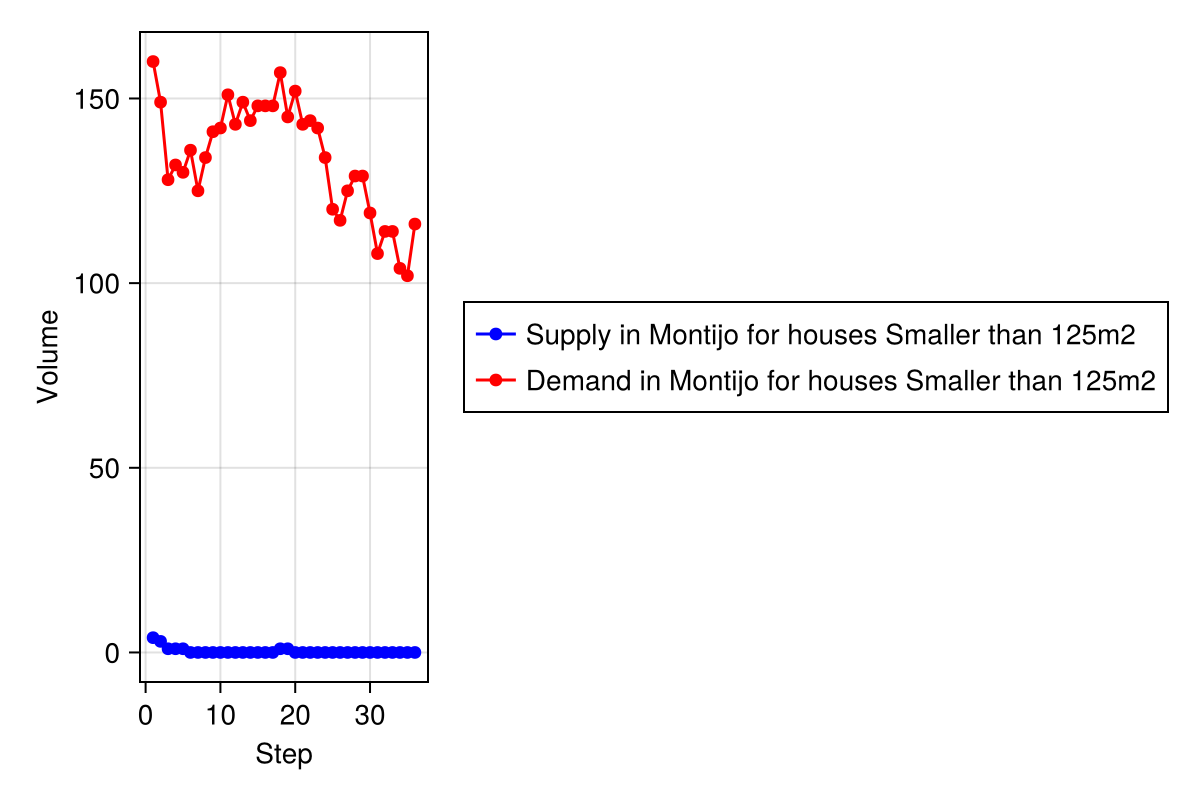 150
100
50
0
Volume
0 10 20 30
Step
Supply in Montijo for houses Smaller than 125m2
Demand in Montijo for houses Smaller than 125m2